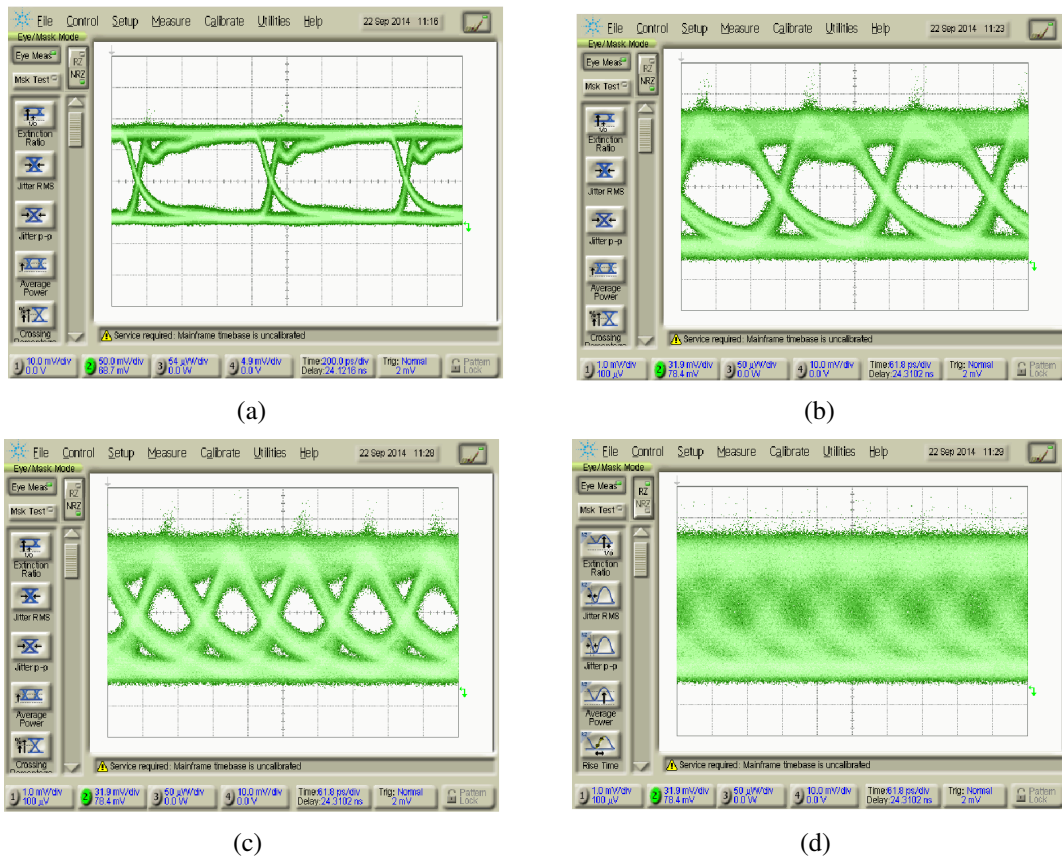 File Control Setup Measure Calibrate Utilities Help 22 Sep 2014 11:16
Eye/Mask Mode
Eye Meas
RZ
NRZ
Msk Test
Extinction
Ratio
Jitter RMS
Jitter p-p
Average
Power
Crossing
Service required: Mainframe timebase is uncalibrated
1) 10.0 mV/div 0.0 V
2) 50.0 mV/div 68.7 mV
3) 54 µW/div 0.0 W
4) 4.9 mV/div 0.0 V
Time:200.0 ps/div Delay:24.1216 ns
Trig: Normal 2 mV
Pattern Lock
(a)
File Control Setup Measure Calibrate Utilities Help 22 Sep 2014 11:23
Eye/Mask Mode
Eye Meas
RZ
NRZ
Msk Test
Extinction
Ratio
Jitter RMS
Jitter p-p
Average
Power
Crossing
Service required: Mainframe timebase is uncalibrated
1) 1.0 mV/div 100 µV
2) 31.9 mV/div 78.4 mV
3) 50 µW/div 0.0 W
4) 10.0 mV/div 0.0 V
Time:61.8 ps/div Delay:24.3102 ns
Trig: Normal 2 mV
Pattern Lock
(b)
File Control Setup Measure Calibrate Utilities Help 22 Sep 2014 11:28
Eye/Mask Mode
Eye Meas
RZ
NRZ
Msk Test
Extinction
Ratio
Jitter RMS
Jitter p-p
Average
Power
Crossing
Service required: Mainframe timebase is uncalibrated
1) 1.0 mV/div 100 µV
2) 31.9 mV/div 78.4 mV
3) 50 µW/div 0.0 W
4) 10.0 mV/div 0.0 V
Time:61.8 ps/div Delay:24.3102 ns
Trig: Normal 2 mV
Pattern Lock
(c)
File Control Setup Measure Calibrate Utilities Help 22 Sep 2014 11:29
Eye/Mask Mode
Eye Meas
RZ
NRZ
Msk Test
Extinction
Ratio
Jitter RMS
Jitter p-p
Average
Power
Rise Time
Service required: Mainframe timebase is uncalibrated
1) 1.0 mV/div 100 µV
2) 31.9 mV/div 78.4 mV
3) 50 µW/div 0.0 W
4) 10.0 mV/div 0.0 V
Time:61.8 ps/div Delay:24.3102 ns
Trig: Normal 2 mV
Pattern Lock
(d)